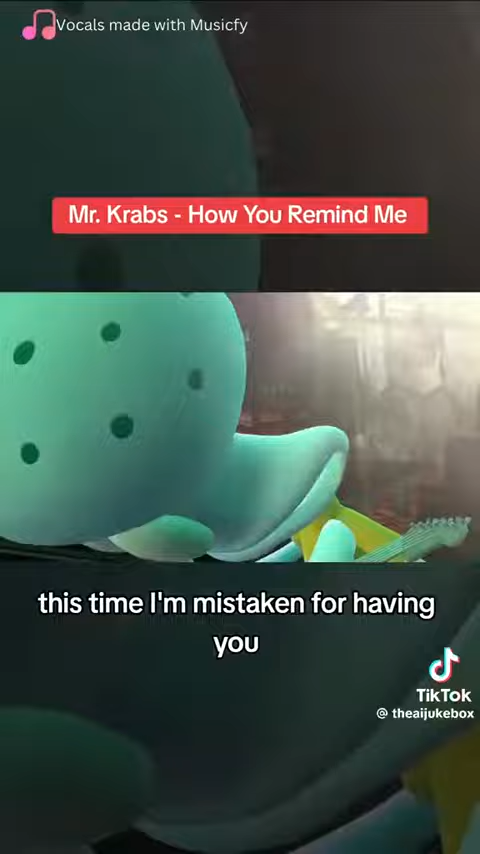 Vocals made with Musicfy
Mr. Krabs - How You Remind Me
this time I'm mistaken for having
you
TikTok
@ theaijukebox